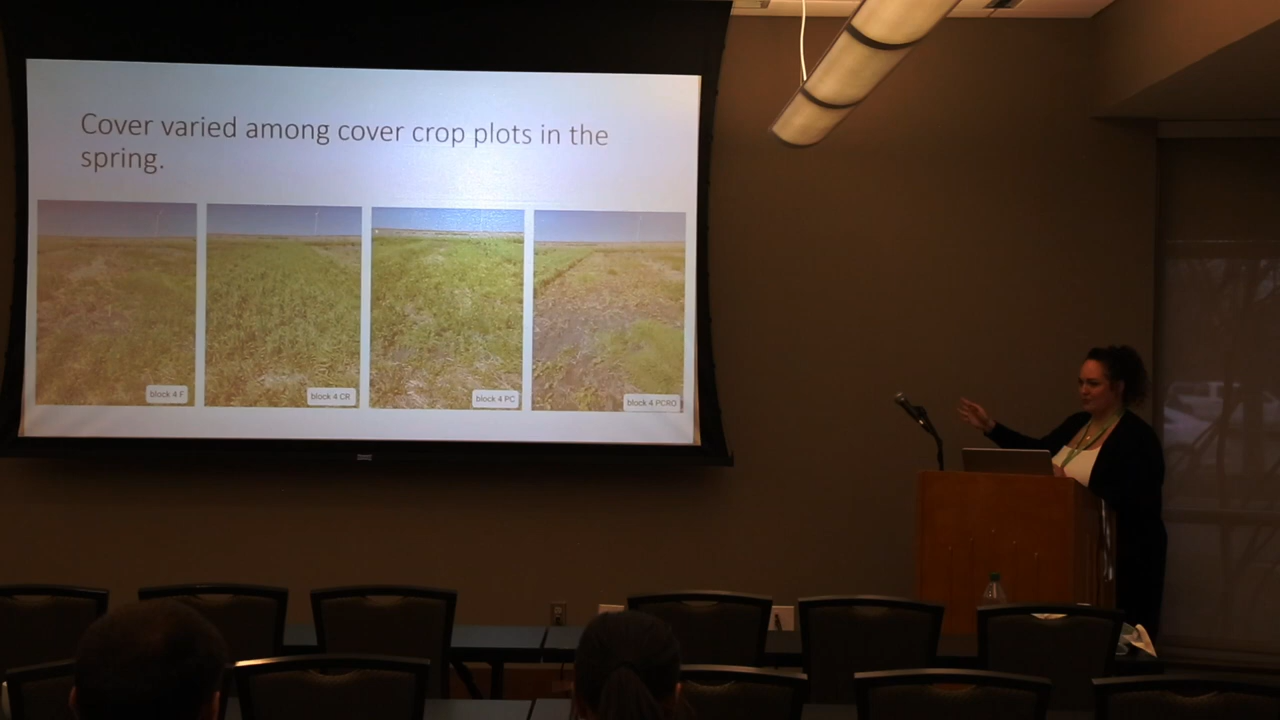 Cover varied among cover crop plots in the
spring.
block 4 F
block 4 CR
block 4 PC
block 4 PCRO